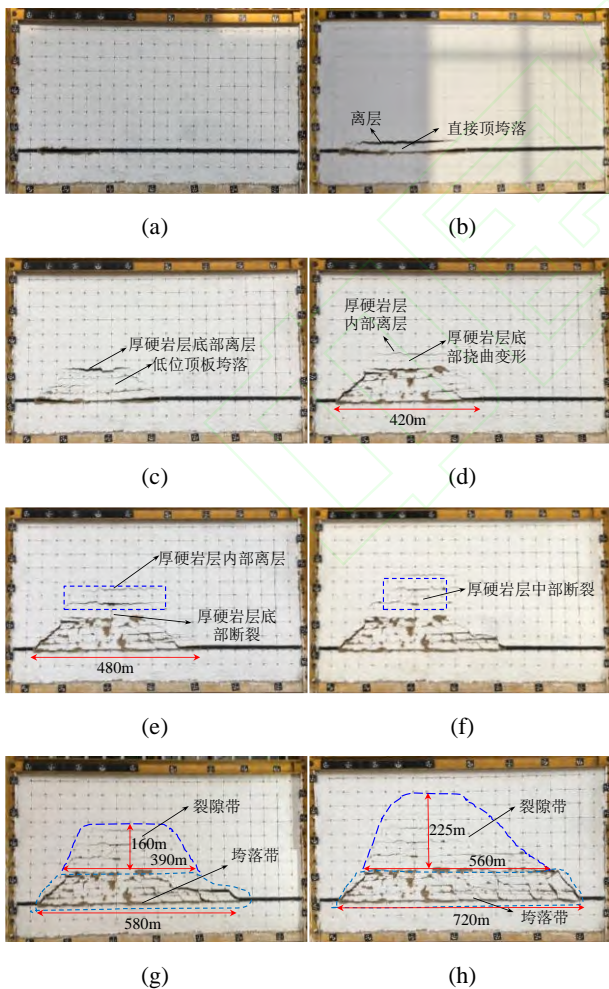 离层
直接顶垮落
(a)
(b)
厚硬岩层底部离层
低位顶板垮落
厚硬岩层
内部离层
厚硬岩层底
部挠曲变形
420m
(c)
(d)
厚硬岩层内部离层
厚硬岩层底
部断裂
480m
厚硬岩层中部断裂
(e)
(f)
裂隙带
160m
390m
垮落带
580m
裂隙带
225m
560m
垮落带
720m
(g)
(h)